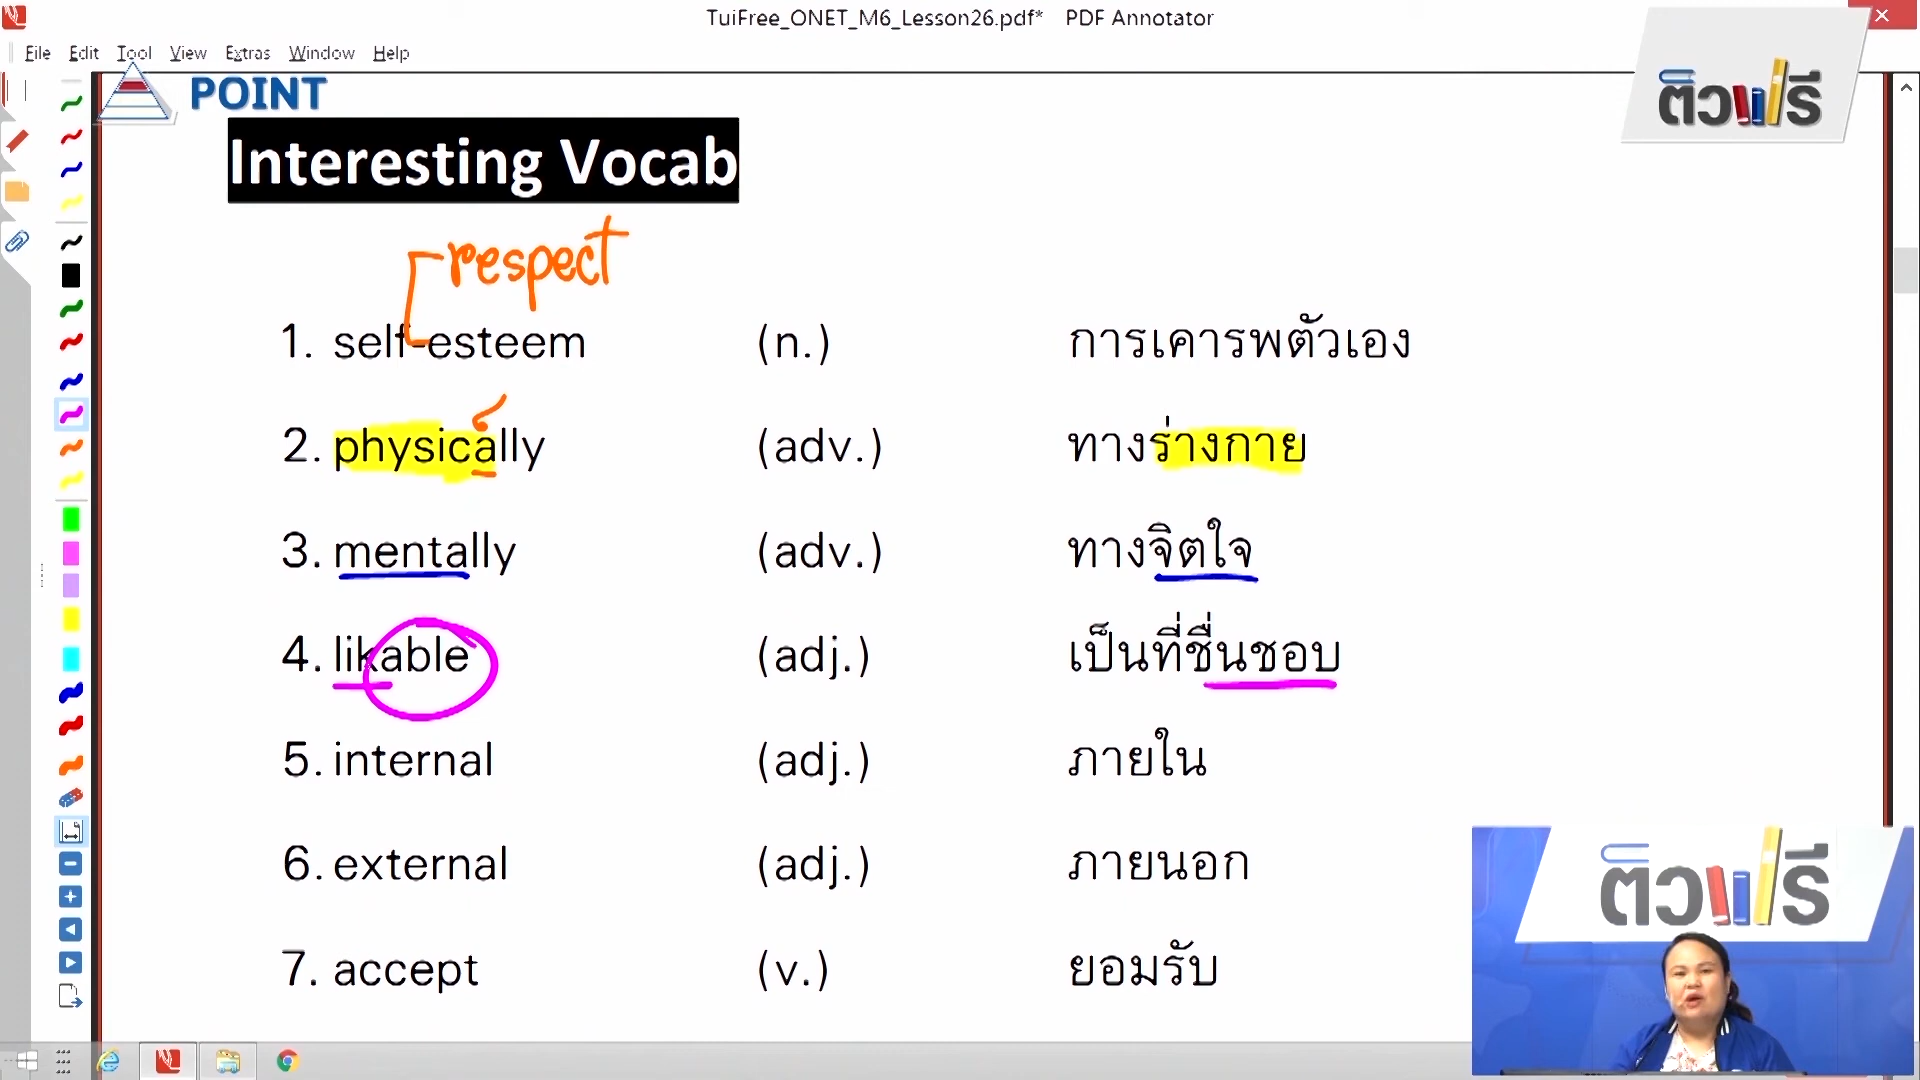 TuiFree_ONET_M6_Lesson26.pdf* PDF Annotator
File Edit Tool View Extras Window Help
POINT
ติวฟรี
Interesting Vocab
respect
1. self-esteem (n.) การเคารพตัวเอง
2. physically (adv.) ทางร่างกาย
3. mentally (adv.) ทางจิตใจ
4. likable (adj.) เป็นที่ชื่นชอบ
5. internal (adj.) ภายใน
6. external (adj.) ภายนอก
7. accept (v.) ยอมรับ
ติวฟรี